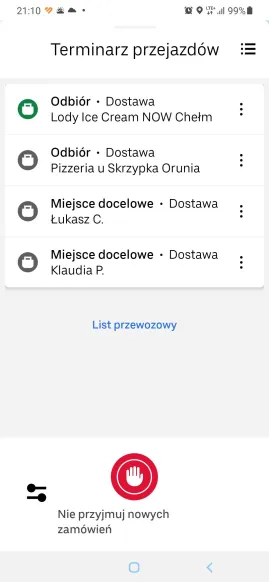 21:10
99%
Terminarz przejazdów
Odbiór • Dostawa
Lody Ice Cream NOW Chełm
Odbiór • Dostawa
Pizzeria u Skrzypka Orunia
Miejsce docelowe • Dostawa
Łukasz C.
Miejsce docelowe • Dostawa
Klaudia P.
List przewozowy
Nie przyjmuj nowych
zamówień